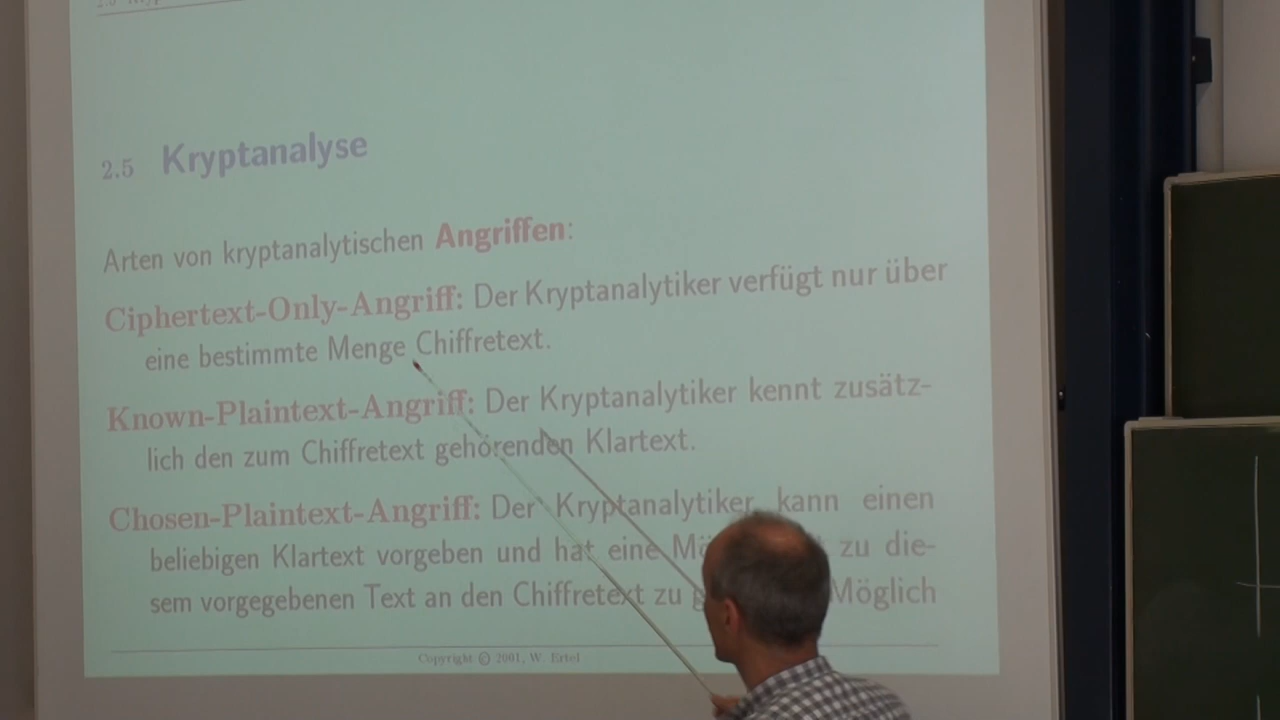 2.5 Kryptanalyse
Arten von kryptanalytischen Angriffen:
Ciphertext-Only-Angriff: Der Kryptanalytiker verfügt nur über
eine bestimmte Menge Chiffretext.
Known-Plaintext-Angriff: Der Kryptanalytiker kennt zusätz-
lich den zum Chiffretext gehörenden Klartext.
Chosen-Plaintext-Angriff: Der Kryptanalytiker kann einen
beliebigen Klartext vorgeben und hat eine zu die-
sem vorgegebenen Text an den Chiffretext zu Möglich
Copyright © 2001, W. Ertel